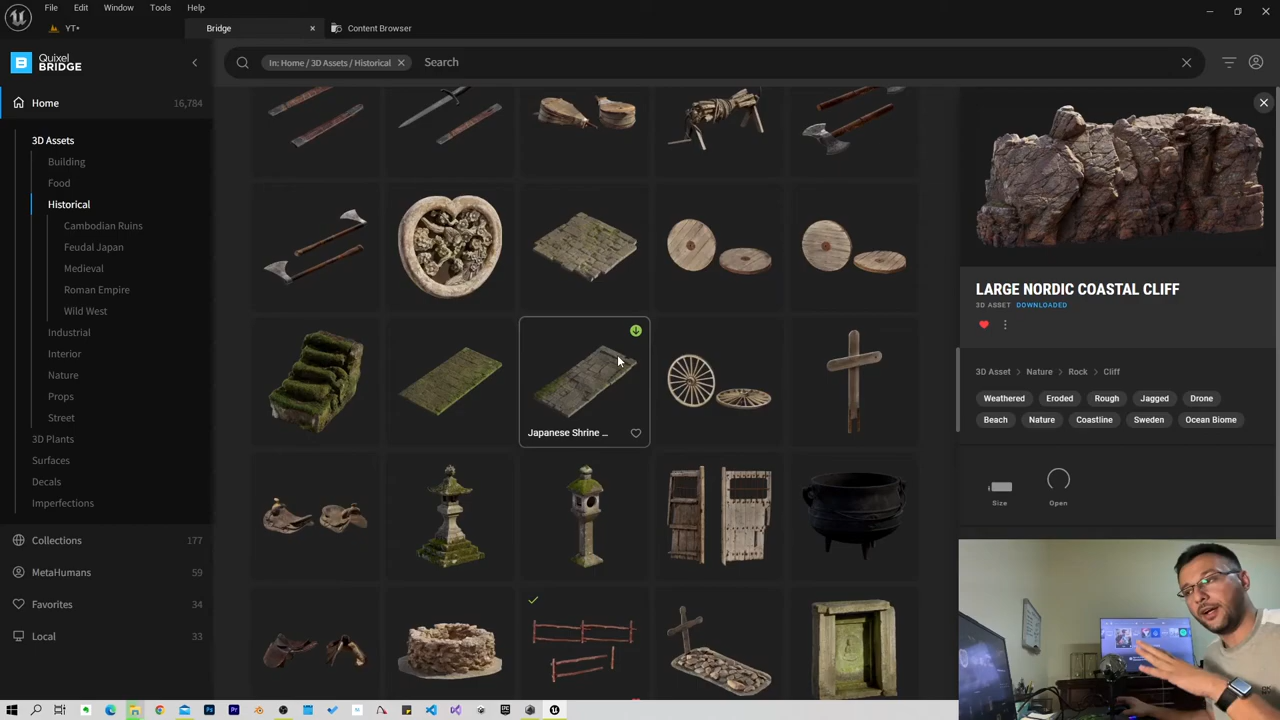 File Edit Window Tools Help
YT•
Bridge
Content Browser
Quixel
BRIDGE
In: Home / 3D Assets / Historical
Search
Home 16,784
3D Assets
Building
Food
Historical
Cambodian Ruins
Feudal Japan
Medieval
Roman Empire
Wild West
Industrial
Interior
Nature
Props
Street
3D Plants
Surfaces
Decals
Imperfections
Collections 177
MetaHumans 59
Favorites 34
Local 33
Japanese Shrine ...
LARGE NORDIC COASTAL CLIFF
3D ASSET DOWNLOADED
3D Asset > Nature > Rock > Cliff
Weathered Eroded Rough Jagged Drone
Beach Nature Coastline Sweden Ocean Biome
Size Open